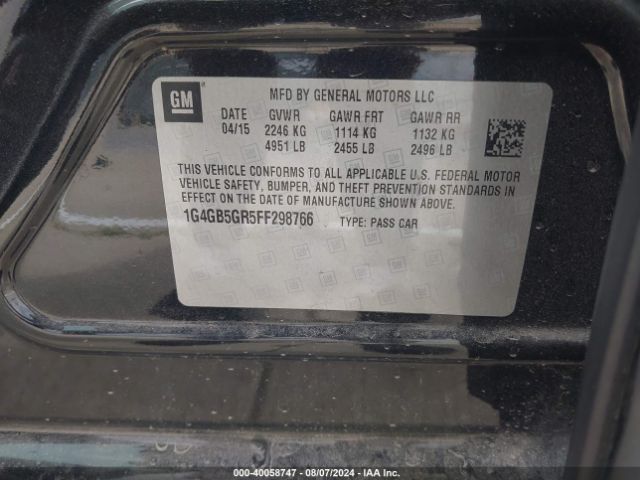 GM
MFD BY GENERAL MOTORS LLC
DATE GVWR GAWR FRT GAWR RR
04/15 2246 KG 1114 KG 1132 KG
4951 LB 2455 LB 2496 LB
THIS VEHICLE CONFORMS TO ALL APPLICABLE U.S. FEDERAL MOTOR
VEHICLE SAFETY, BUMPER, AND THEFT PREVENTION STANDARDS IN
EFFECT ON THE DATE OF MANUFACTURE SHOWN ABOVE.
1G4GB5GR5FF298766 TYPE: PASS CAR
000-40058747 - 08/07/2024 - IAA Inc.